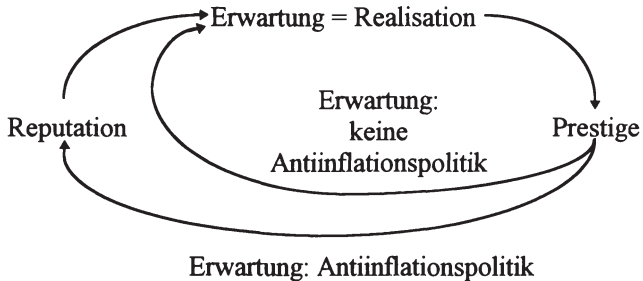 Erwartung = Realisation
Erwartung:
keine
Antiinflationspolitik
Reputation
Prestige
Erwartung: Antiinflationspolitik